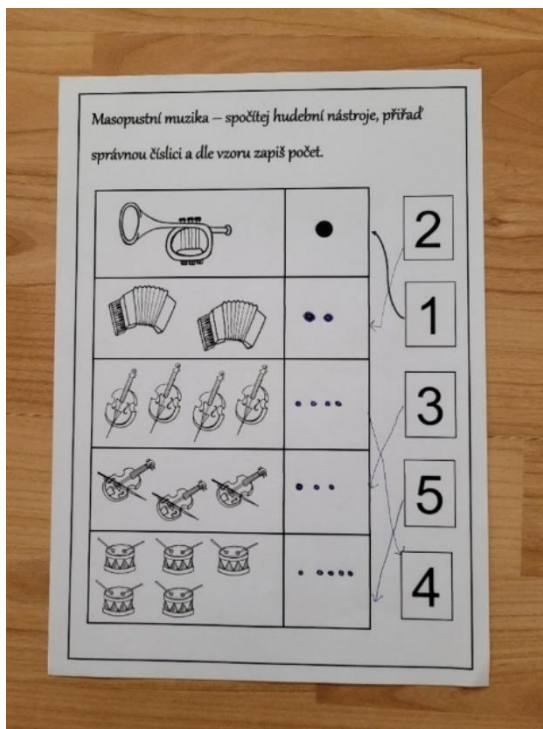 Masopustní muzika – spočítej hudební nástroje, přiřaď
správnou číslici a dle vzoru zapiš počet.
2
1
3
5
4